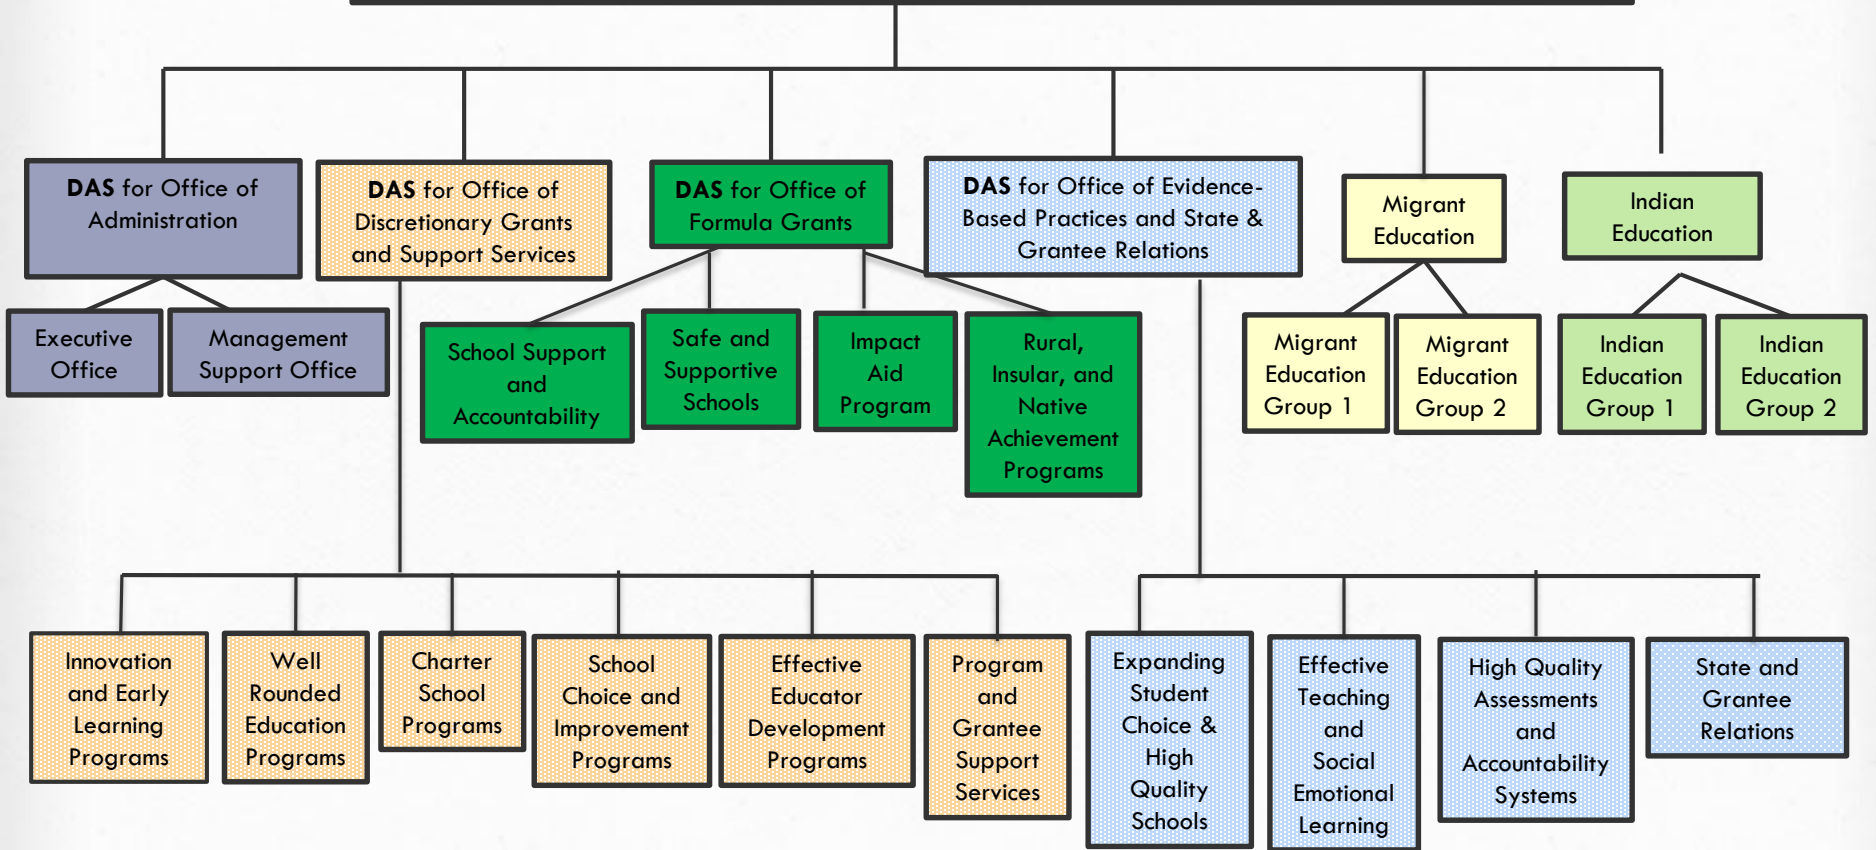 DAS for Office of
Administration
DAS for Office of
Discretionary Grants
and Support Services
DAS for Office of
Formula Grants
DAS for Office of Evidence-
Based Practices and State &
Grantee Relations
Migrant
Education
Indian
Education
Executive
Office
Management
Support Office
School Support
and
Accountability
Safe and
Supportive
Schools
Impact
Aid
Program
Rural,
Insular, and
Native
Achievement
Programs
Migrant
Education
Group 1
Migrant
Education
Group 2
Indian
Education
Group 1
Indian
Education
Group 2
Innovation
and Early
Learning
Programs
Well
Rounded
Education
Programs
Charter
School
Programs
School
Choice and
Improvement
Programs
Effective
Educator
Development
Programs
Program
and
Grantee
Support
Services
Expanding
Student
Choice &
High
Quality
Schools
Effective
Teaching
and
Social
Emotional
Learning
High Quality
Assessments
and
Accountability
Systems
State and
Grantee
Relations